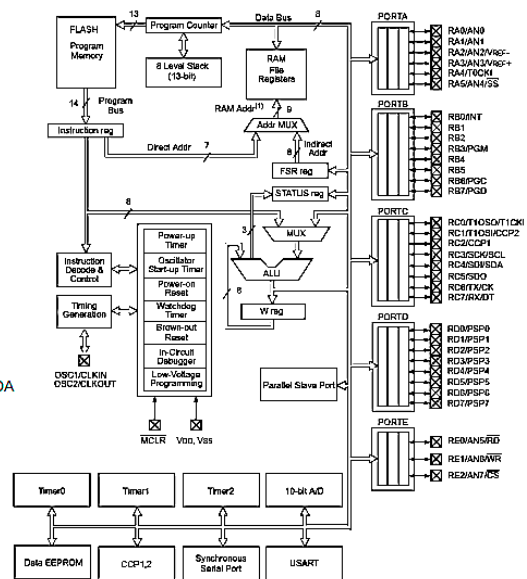 FLASH
Program
Memory
13
Program Counter
Data Bus
8
8 Level Stack
(13-bit)
RAM
File
Registers
14
Program
Bus
RAM Addr(1)
9
Instruction reg
Addr MUX
Direct Addr
7
8
Indirect
Addr
FSR reg
STATUS reg
8
3
MUX
Power-up
Timer
Oscillator
Start-up Timer
Power-on
Reset
Watchdog
Timer
Brown-out
Reset
In-Circuit
Debugger
Low-Voltage
Programming
Instruction
Decode &
Control
Timing
Generation
ALU
8
W reg
OSC1/CLKIN
OSC2/CLKOUT
DA
MCLR
VDD, VSS
Parallel Slave Port
PORTA
RA0/AN0
RA1/AN1
RA2/AN2/VREF-
RA3/AN3/VREF+
RA4/T0CKI
RA5/AN4/SS
PORTB
RB0/INT
RB1
RB2
RB3/PGM
RB4
RB5
RB6/PGC
RB7/PGD
PORTC
RC0/T1OSO/T1CKI
RC1/T1OSI/CCP2
RC2/CCP1
RC3/SCK/SCL
RC4/SDI/SDA
RC5/SDO
RC6/TX/CK
RC7/RX/DT
PORTD
RD0/PSP0
RD1/PSP1
RD2/PSP2
RD3/PSP3
RD4/PSP4
RD5/PSP5
RD6/PSP6
RD7/PSP7
PORTE
RE0/AN5/RD
RE1/AN6/WR
RE2/AN7/CS
Timer0
Timer1
Timer2
10-bit A/D
Data EEPROM
CCP1,2
Synchronous
Serial Port
USART